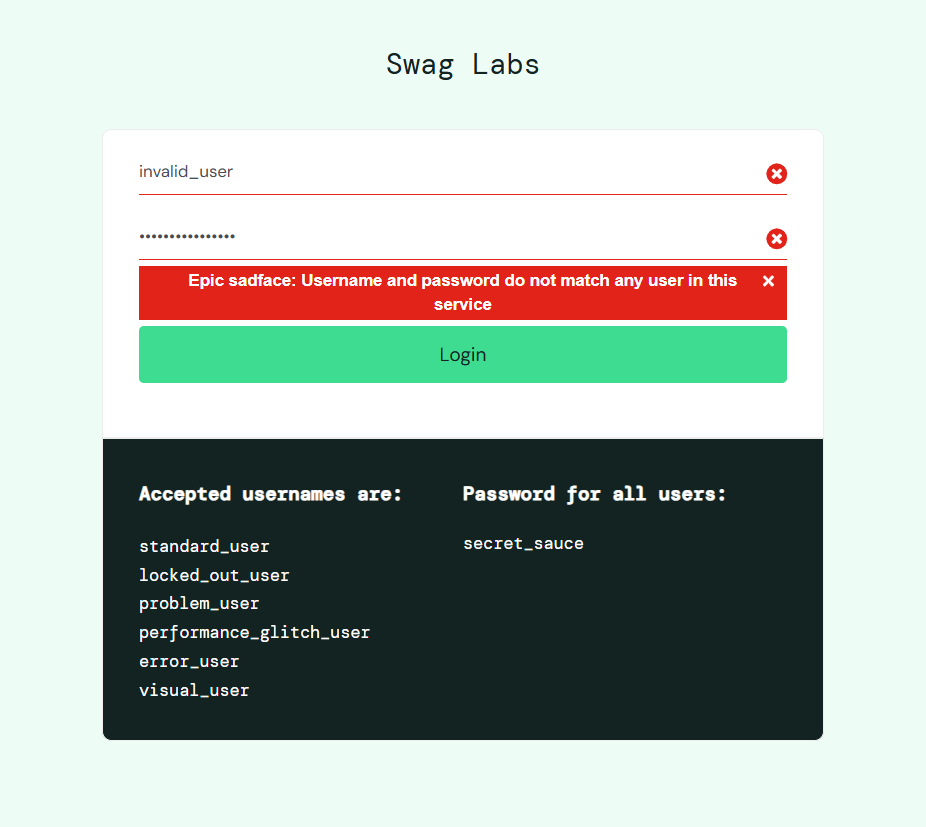 Swag Labs
invalid_user
••••••••••••••••
Epic sadface: Username and password do not match any user in this
service
Login
Accepted usernames are:
standard_user
locked_out_user
problem_user
performance_glitch_user
error_user
visual_user
Password for all users:
secret_sauce